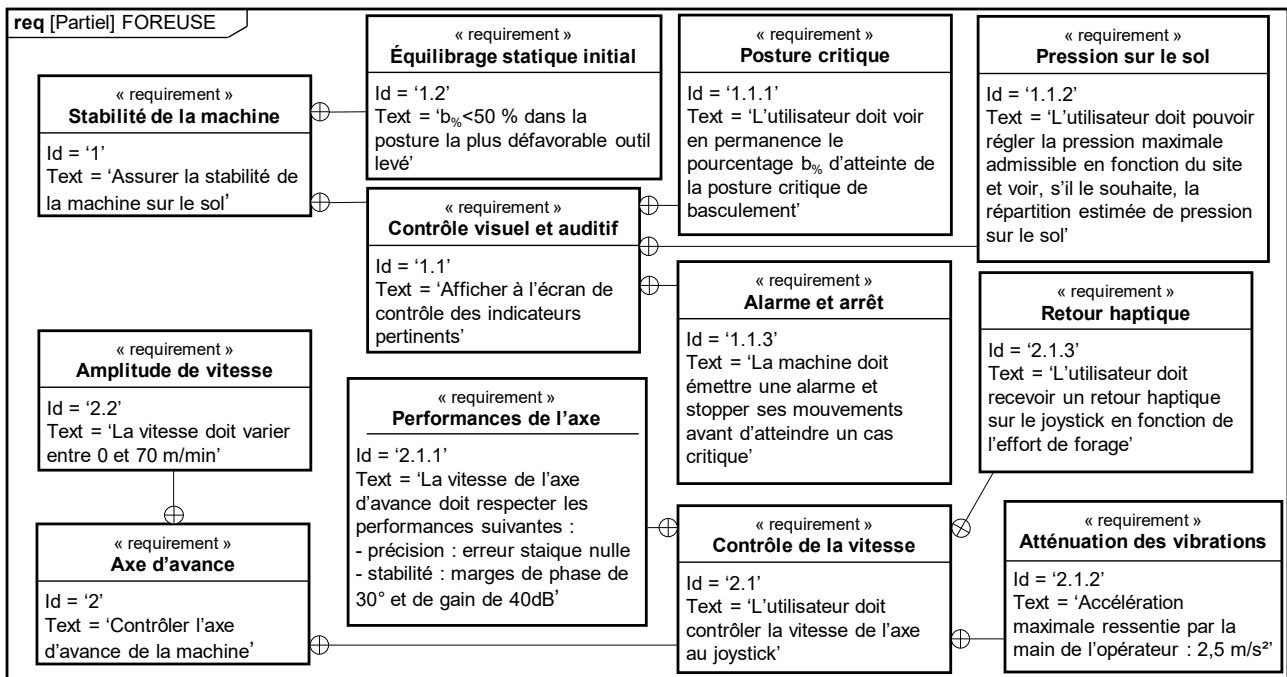 req [Partiel] FOREUSE
« requirement »
Équilibrage statique initial
Id = ‘1.2’
Text = ‘b%<50 % dans la
posture la plus défavorable outil
levé’
« requirement »
Posture critique
Id = ‘1.1.1’
Text = ‘L’utilisateur doit voir
en permanence le
pourcentage b% d’atteinte de
la posture critique de
basculement’
« requirement »
Pression sur le sol
Id = ‘1.1.2’
Text = ‘L’utilisateur doit pouvoir
régler la pression maximale
admissible en fonction du site
et voir, s’il le souhaite, la
répartition estimée de pression
sur le sol’
« requirement »
Stabilité de la machine
Id = ‘1’
Text = ‘Assurer la stabilité de
la machine sur le sol’
« requirement »
Contrôle visuel et auditif
Id = ‘1.1’
Text = ‘Afficher à l’écran de
contrôle des indicateurs
pertinents’
« requirement »
Alarme et arrêt
Id = ‘1.1.3’
Text = ‘La machine doit
émettre une alarme et
stopper ses mouvements
avant d’atteindre un cas
critique’
« requirement »
Retour haptique
Id = ‘2.1.3’
Text = ‘L’utilisateur doit
recevoir un retour haptique
sur le joystick en fonction de
l’effort de forage’
« requirement »
Amplitude de vitesse
Id = ‘2.2’
Text = ‘La vitesse doit varier
entre 0 et 70 m/min’
« requirement »
Performances de l’axe
Id = ‘2.1.1’
Text = ‘La vitesse de l’axe
d’avance doit respecter les
performances suivantes :
- précision : erreur staique nulle
- stabilité : marges de phase de
30° et de gain de 40dB’
« requirement »
Axe d’avance
Id = ‘2’
Text = ‘Contrôler l’axe
d’avance de la machine’
« requirement »
Contrôle de la vitesse
Id = ‘2.1’
Text = ‘L’utilisateur doit
contrôler la vitesse de l’axe
au joystick’
« requirement »
Atténuation des vibrations
Id = ‘2.1.2’
Text = ‘Accélération
maximale ressentie par la
main de l’opérateur : 2,5 m/s²’